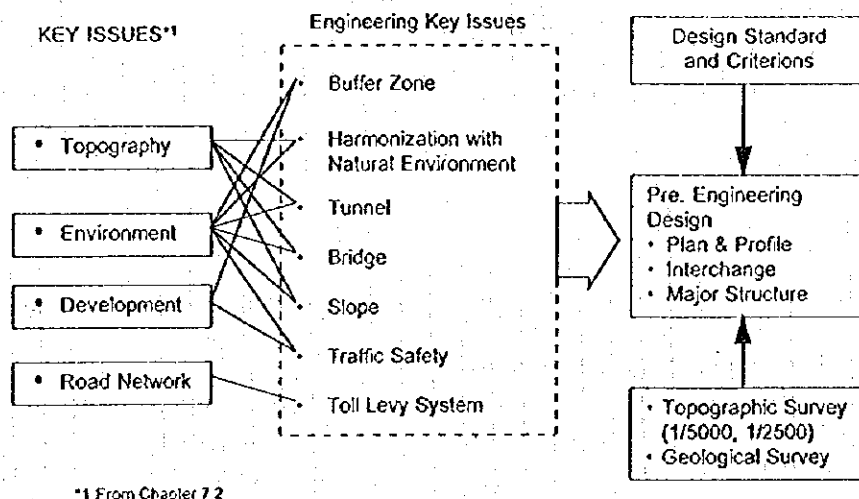 KEY ISSUES*1
• Topography
• Environment
• Development
• Road Network
Engineering Key Issues
• Buffer Zone
• Harmonization with
Natural Environment
• Tunnel
• Bridge
• Slope
• Traffic Safety
• Toll Levy System
Design Standard
and Criterions
Pre. Engineering
Design
• Plan & Profile
• Interchange
• Major Structure
• Topographic Survey
(1/5000, 1/2500)
• Geological Survey
*1 From Chapter 7.2